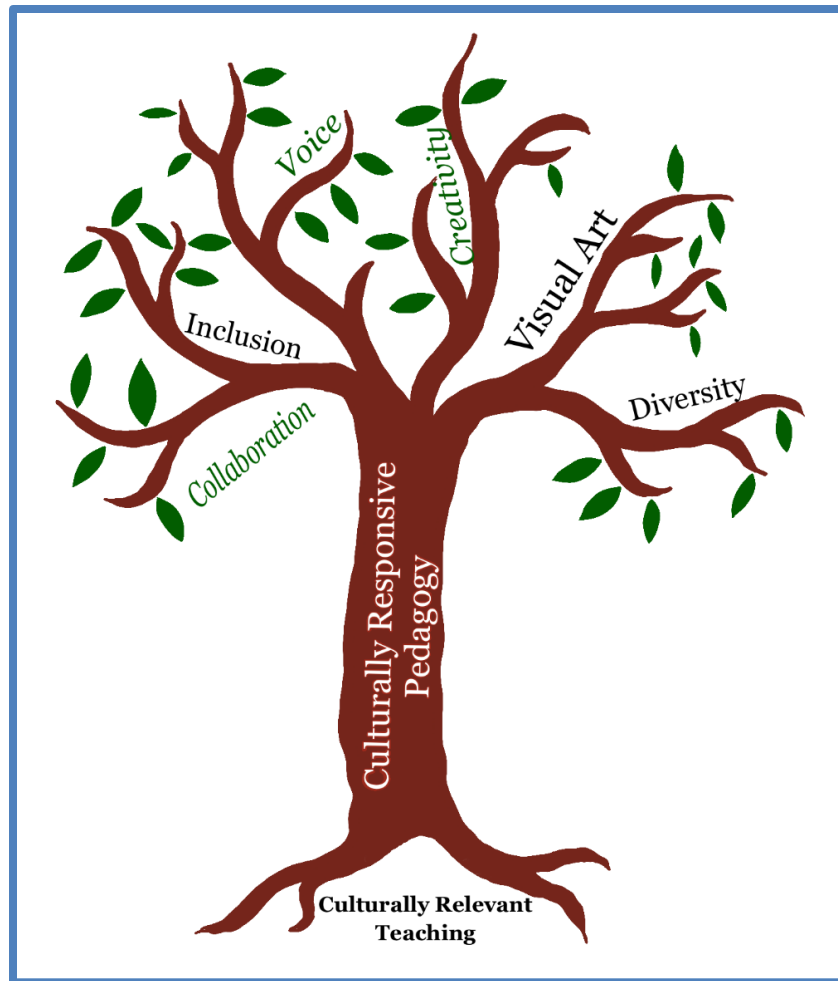 Voice
Creativity
Visual Art
Inclusion
Diversity
Collaboration
Culturally Responsive
Pedagogy
Culturally Relevant
Teaching